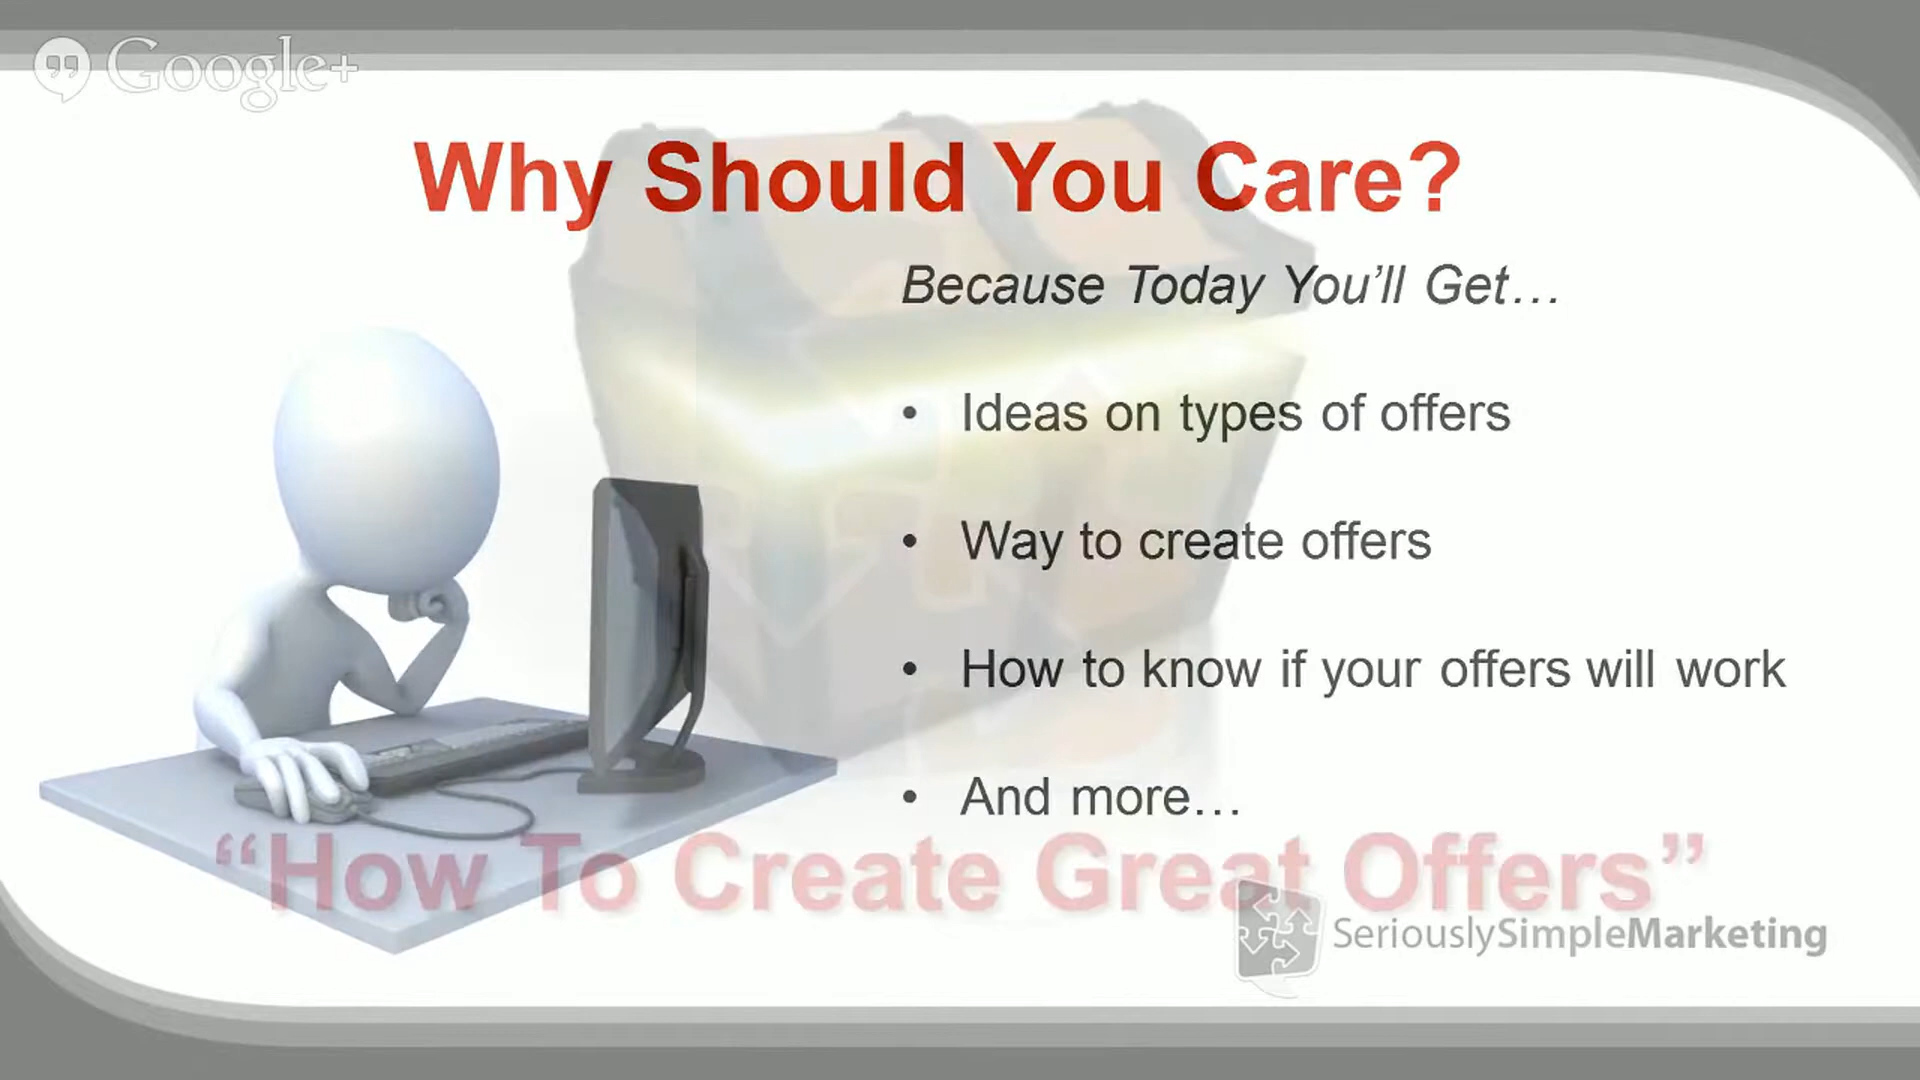 Google+
Why Should You Care?
Because Today You’ll Get…
• Ideas on types of offers
• Way to create offers
• How to know if your offers will work
• And more…
“How To Create Great Offers”
SeriouslySimpleMarketing